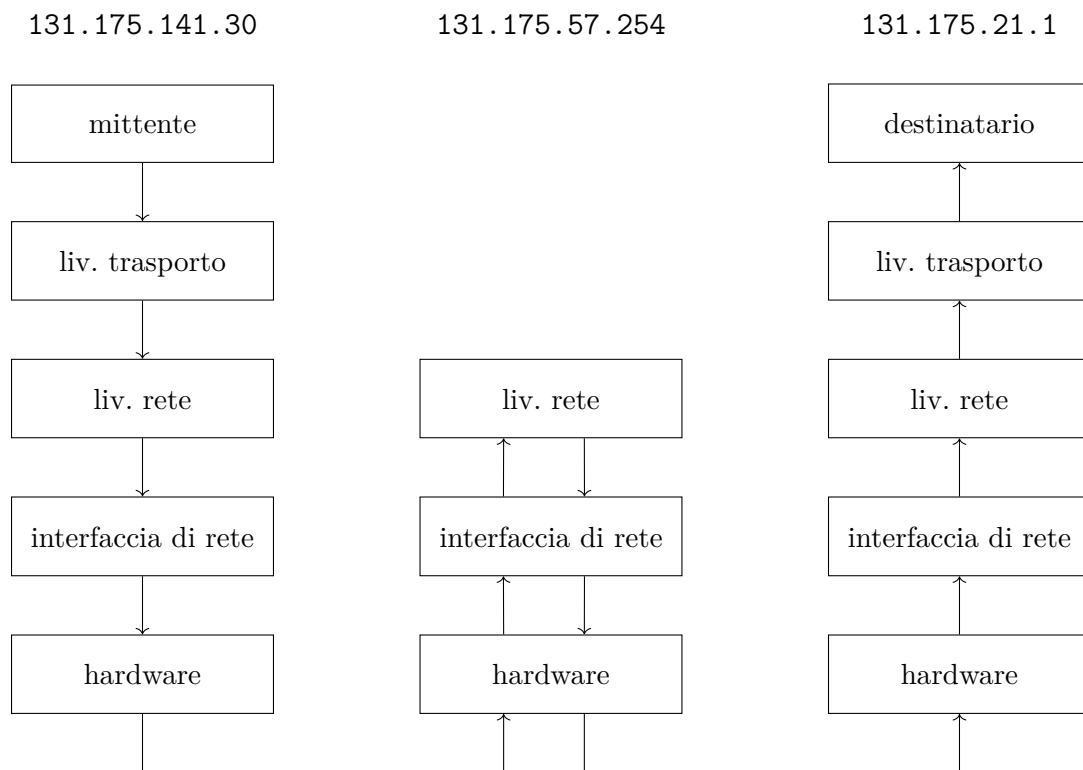 131.175.141.30
131.175.57.254
131.175.21.1
mittente
destinatario
liv. trasporto
liv. trasporto
liv. rete
liv. rete
liv. rete
interfaccia di rete
interfaccia di rete
interfaccia di rete
hardware
hardware
hardware